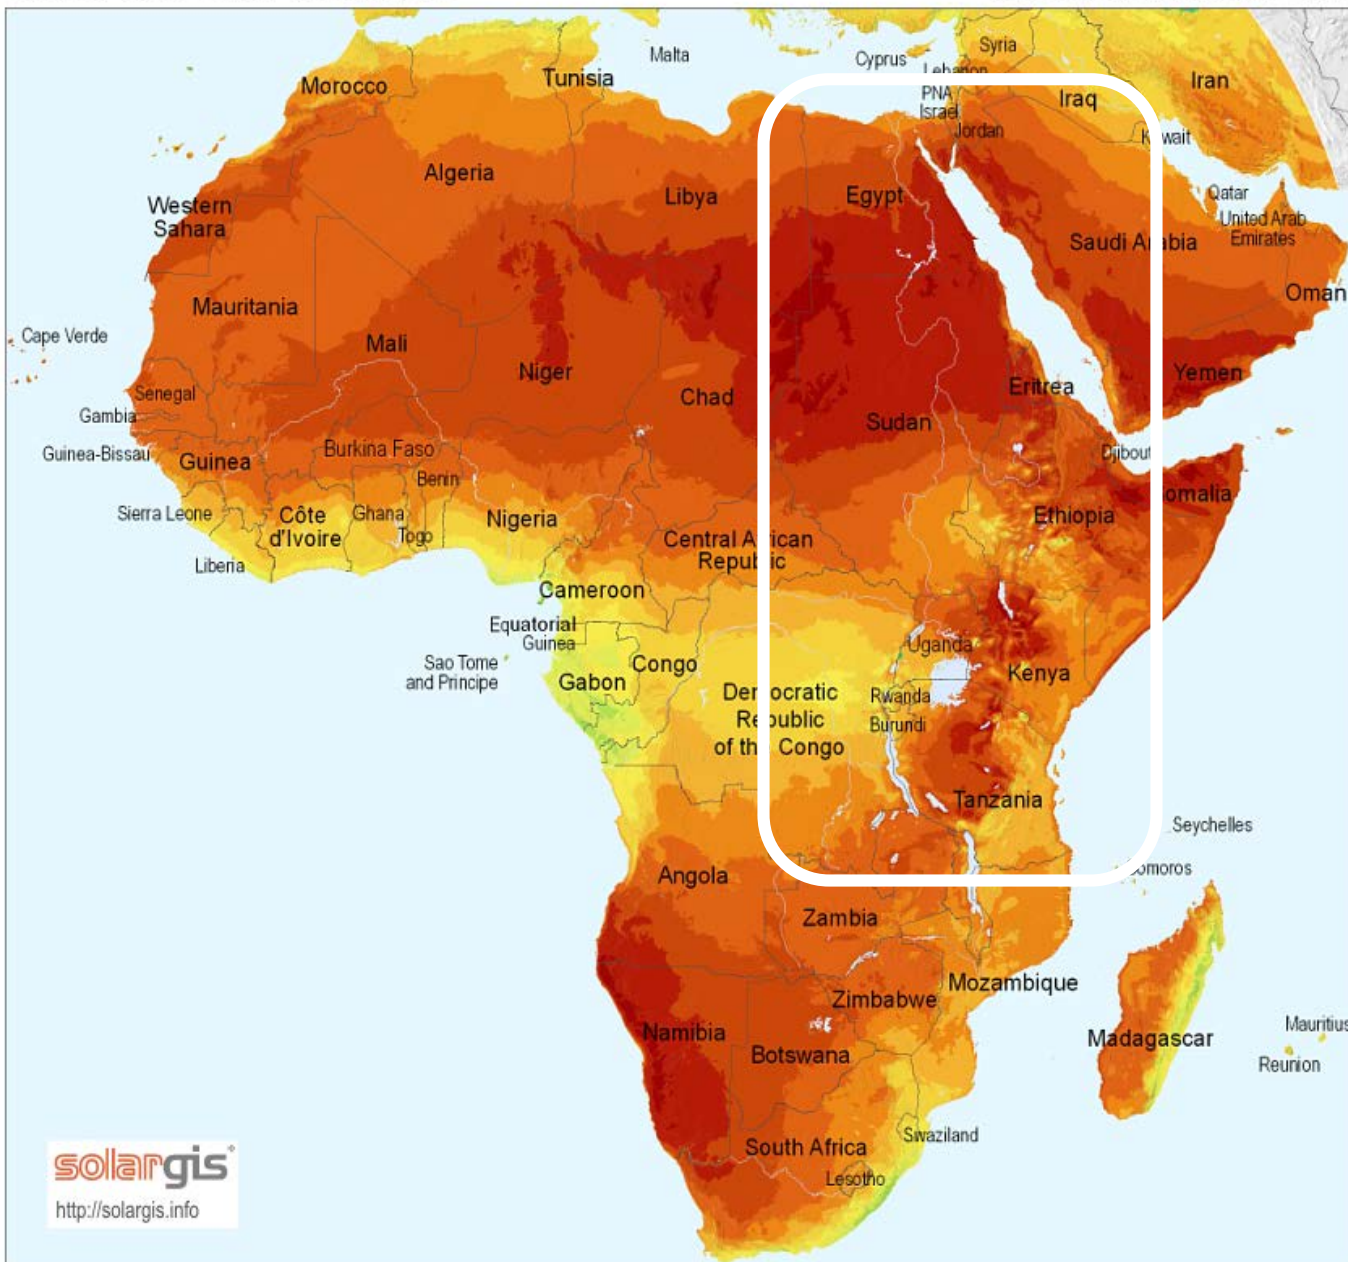 Malta
Cyprus
Syria
Lebanon
PNA
Israel
Jordan
Iraq
Iran
Kuwait
Morocco
Tunisia
Algeria
Libya
Egypt
Qatar
United Arab
Emirates
Saudi Arabia
Oman
Western
Sahara
Mauritania
Cape Verde
Mali
Niger
Chad
Sudan
Eritrea
Yemen
Senegal
Gambia
Guinea-Bissau
Guinea
Burkina Faso
Benin
Djibout
Somalia
Sierra Leone
Côte
d'Ivoire
Ghana
Togo
Nigeria
Ethiopia
Liberia
Central African
Republic
Cameroon
Equatorial
Guinea
Sao Tome
and Principe
Gabon
Congo
Uganda
Kenya
Rwanda
Burundi
Democratic
Republic
of the Congo
Tanzania
Seychelles
Comoros
Angola
Zambia
Mozambique
Zimbabwe
Namibia
Botswana
Madagascar
Mauritius
Reunion
Swaziland
South Africa
Lesotho
solargis
http://solargis.info